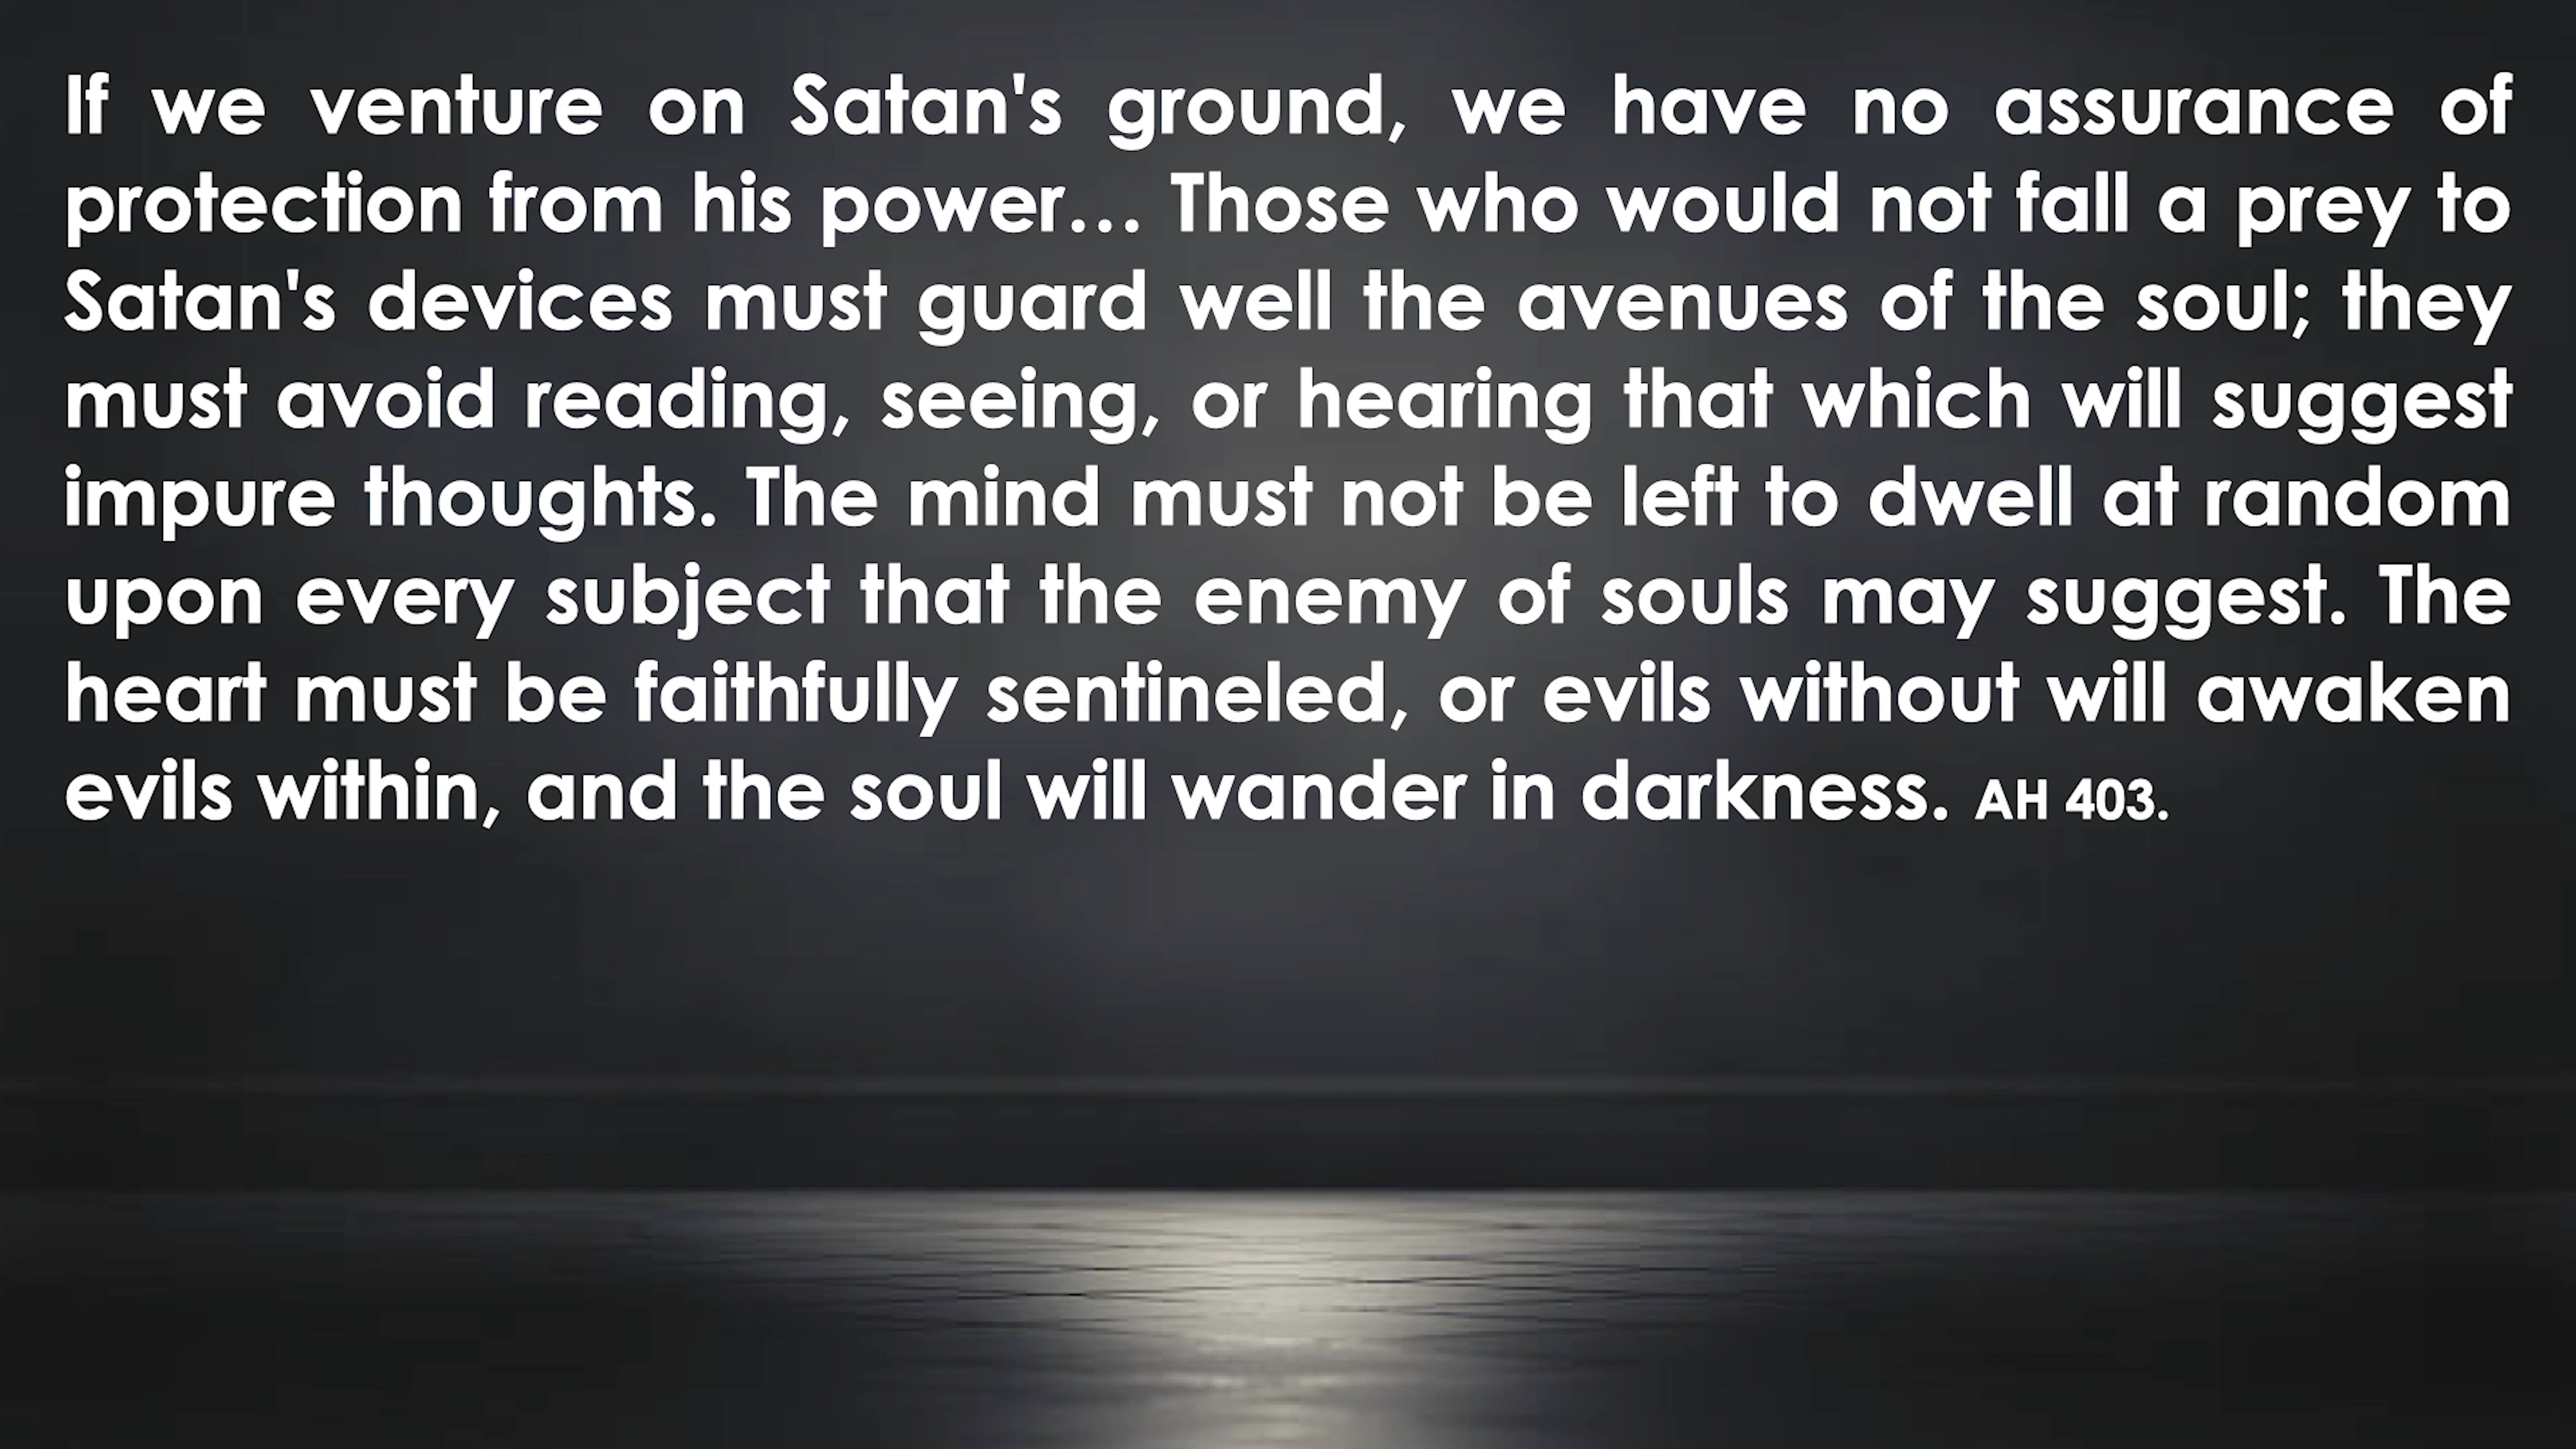 If we venture on Satan's ground, we have no assurance of
protection from his power… Those who would not fall a prey to
Satan's devices must guard well the avenues of the soul; they
must avoid reading, seeing, or hearing that which will suggest
impure thoughts. The mind must not be left to dwell at random
upon every subject that the enemy of souls may suggest. The
heart must be faithfully sentineled, or evils without will awaken
evils within, and the soul will wander in darkness. AH 403.